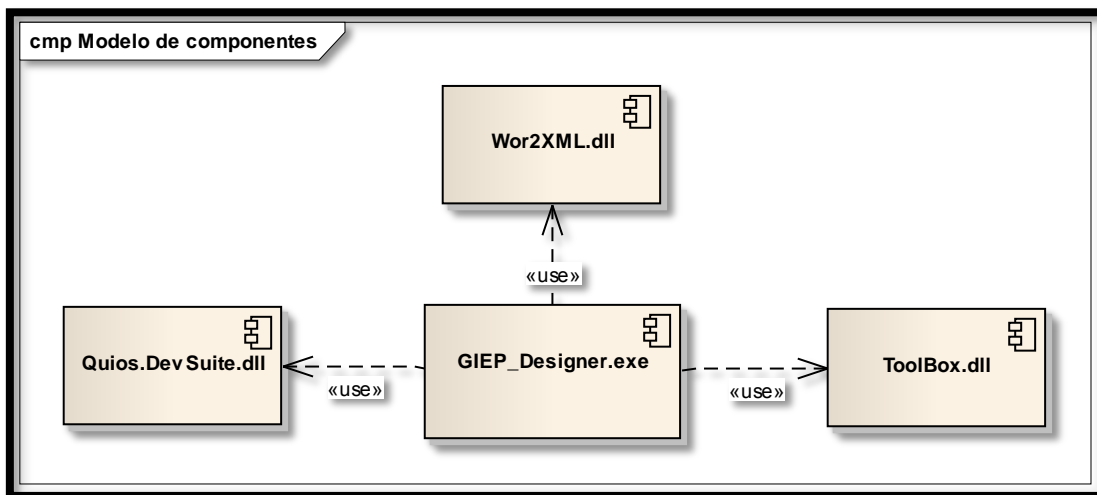 cmp Modelo de componentes
Wor2XML.dll
«use»
Quios.DevSuite.dll
GIEP_Designer.exe
ToolBox.dll
«use»
«use»